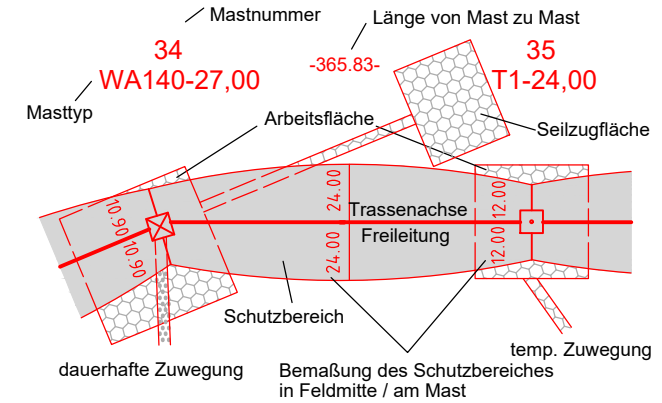 Mastnummer
Länge von Mast zu Mast
34
-365.83-
35
WA140-27,00
T1-24,00
Masttyp
Arbeitsfläche
Seilzugfläche
10.90
10.90
24.00
24.00
Trassenachse
Freileitung
12.00
12.00
Schutzbereich
dauerhafte Zuwegung
temp. Zuwegung
Bemaßung des Schutzbereiches
in Feldmitte / am Mast